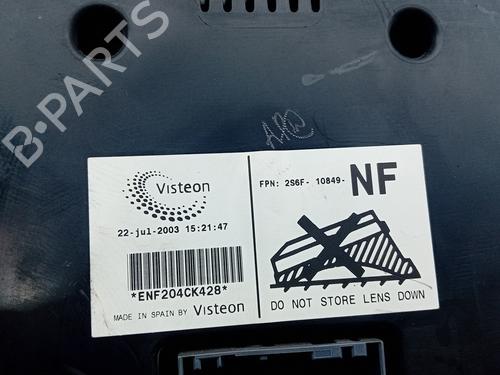 B-PARTS
Visteon
22-jul-2003 15:21:47
*ENF204CK428*
MADE IN SPAIN BY Visteon
FPN: 2S6F- 10849- NF
DO NOT STORE LENS DOWN